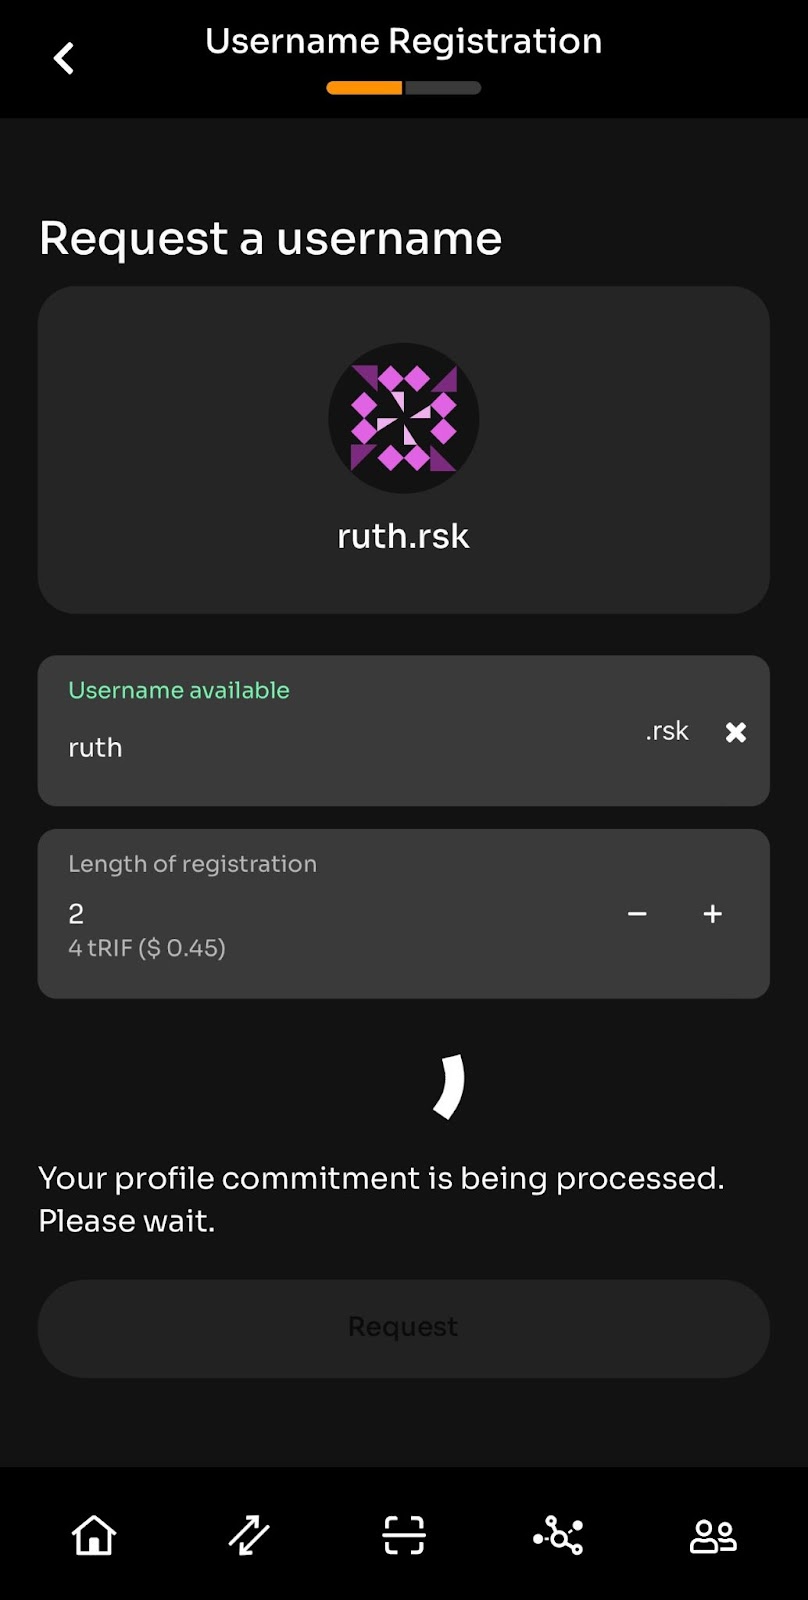 Username Registration
Request a username
ruth.rsk
Username available
ruth
.rsk
Length of registration
2
4 tRIF ($ 0.45)
Your profile commitment is being processed.
Please wait.
Request